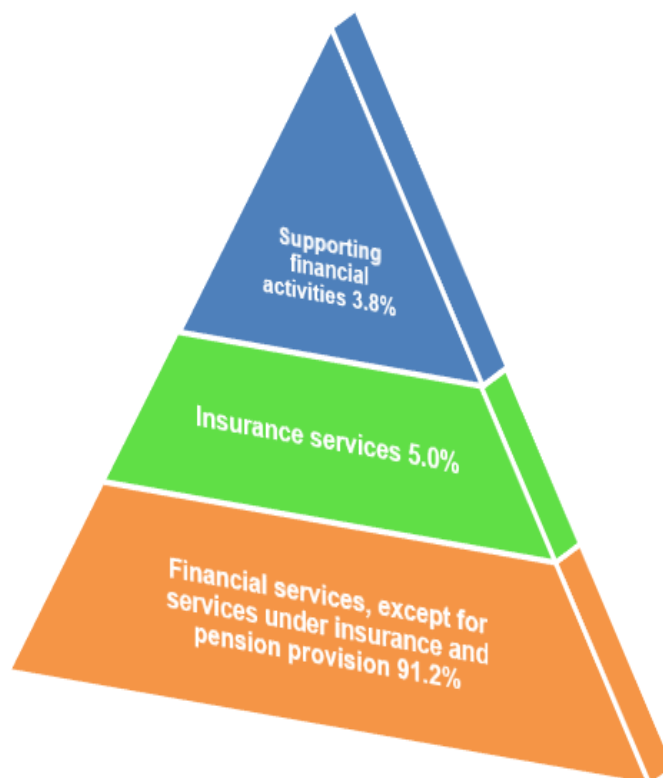 Supporting
financial
activities 3.8%
Insurance services 5.0%
Financial services, except for
services under insurance and
pension provision 91.2%